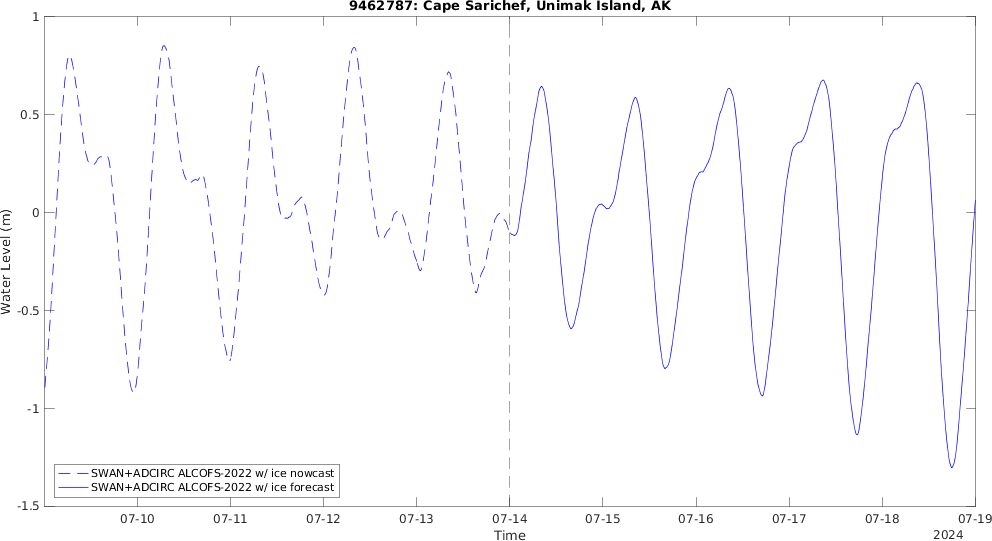 9462787: Cape Sarichef, Unimak Island, AK
1
0.5
0
-0.5
-1
-1.5
Water Level (m)
SWAN+ADCIRC ALCOFS-2022 w/ ice nowcast
SWAN+ADCIRC ALCOFS-2022 w/ ice forecast
07-10 07-11 07-12 07-13 07-14 07-15 07-16 07-17 07-18 07-19
Time
2024